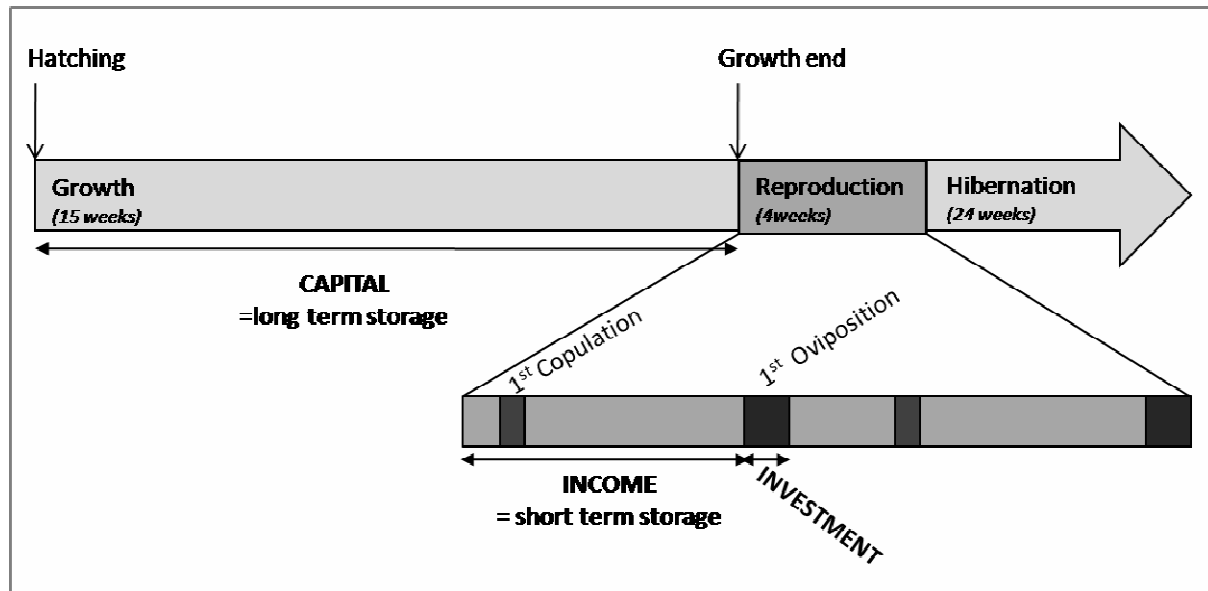 Hatching
Growth end
Growth
(15 weeks)
Reproduction
(4weeks)
Hibernation
(24 weeks)
CAPITAL
=long term storage
1st Copulation
1st Oviposition
INCOME
= short term storage
INVESTMENT